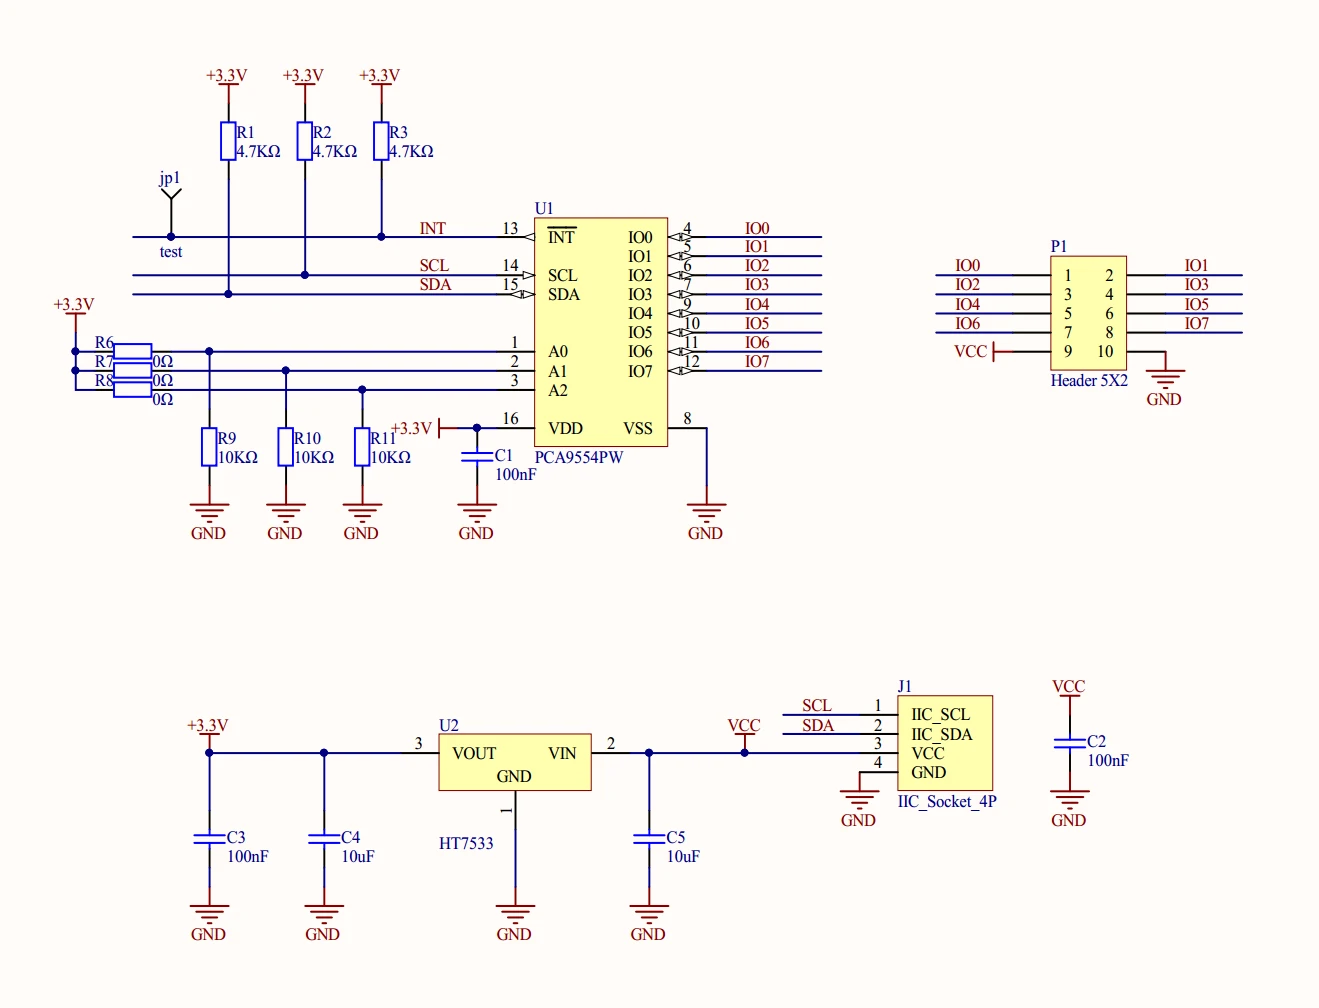 +3.3V +3.3V +3.3V
R1 R2 R3
4.7KΩ 4.7KΩ 4.7KΩ
jp1
test
INT 13
SCL 14
SDA 15
U1
INT IO0 4 IO0
IO1 5 IO1
SCL IO2 6 IO2
SDA IO3 7 IO3
IO4 9 IO4
IO5 10 IO5
A0 IO6 11 IO6
A1 IO7 12 IO7
A2
VDD VSS 8
PCA9554PW
1
2
3
16
+3.3V
R6
0Ω
R7
0Ω
R8
0Ω
R9
10KΩ
R10
10KΩ
R11
10KΩ
+3.3V
C1
100nF
GND GND GND GND GND
P1
IO0 1 2 IO1
IO2 3 4 IO3
IO4 5 6 IO5
IO6 7 8 IO7
VCC 9 10
Header 5X2
GND
+3.3V
U2
3 VOUT VIN 2
GND
1
HT7533
VCC
C3
100nF
C4
10uF
C5
10uF
GND GND GND GND
J1
SCL 1 IIC_SCL
SDA 2 IIC_SDA
3 VCC
4 GND
IIC_Socket_4P
GND
VCC
C2
100nF
GND